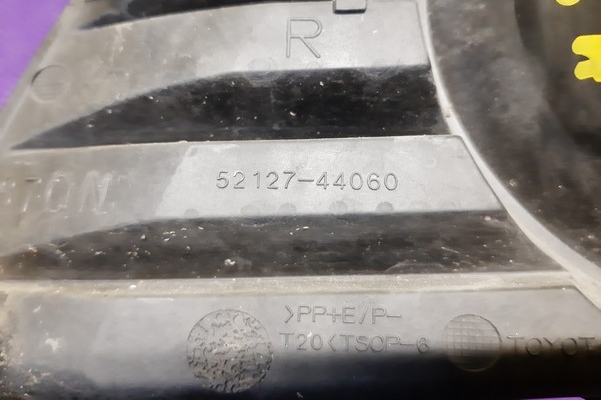 R
52127-44060
>PP+E/P-
T20<TSOP-6
TOYOT